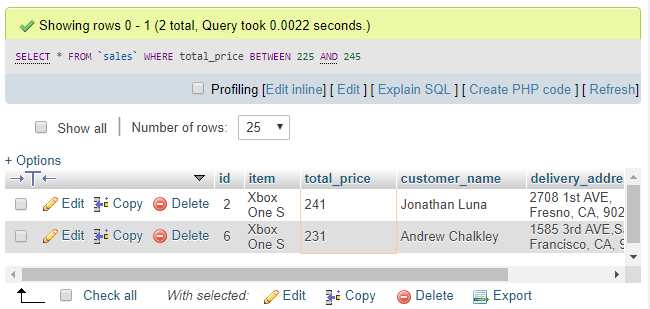 Showing rows 0 - 1 (2 total, Query took 0.0022 seconds.)
SELECT * FROM `sales` WHERE total_price BETWEEN 225 AND 245
Profiling [Edit inline] [ Edit ] [ Explain SQL ] [ Create PHP code ] [ Refresh]
Show all Number of rows: 25
+ Options
id item total_price customer_name delivery_addre
Edit Copy Delete 2 Xbox One S 241 Jonathan Luna 2708 1st AVE,
Fresno, CA, 902
Edit Copy Delete 6 Xbox One S 231 Andrew Chalkley 1585 3rd AVE,S
Francisco, CA, 9
Check all With selected: Edit Copy Delete Export